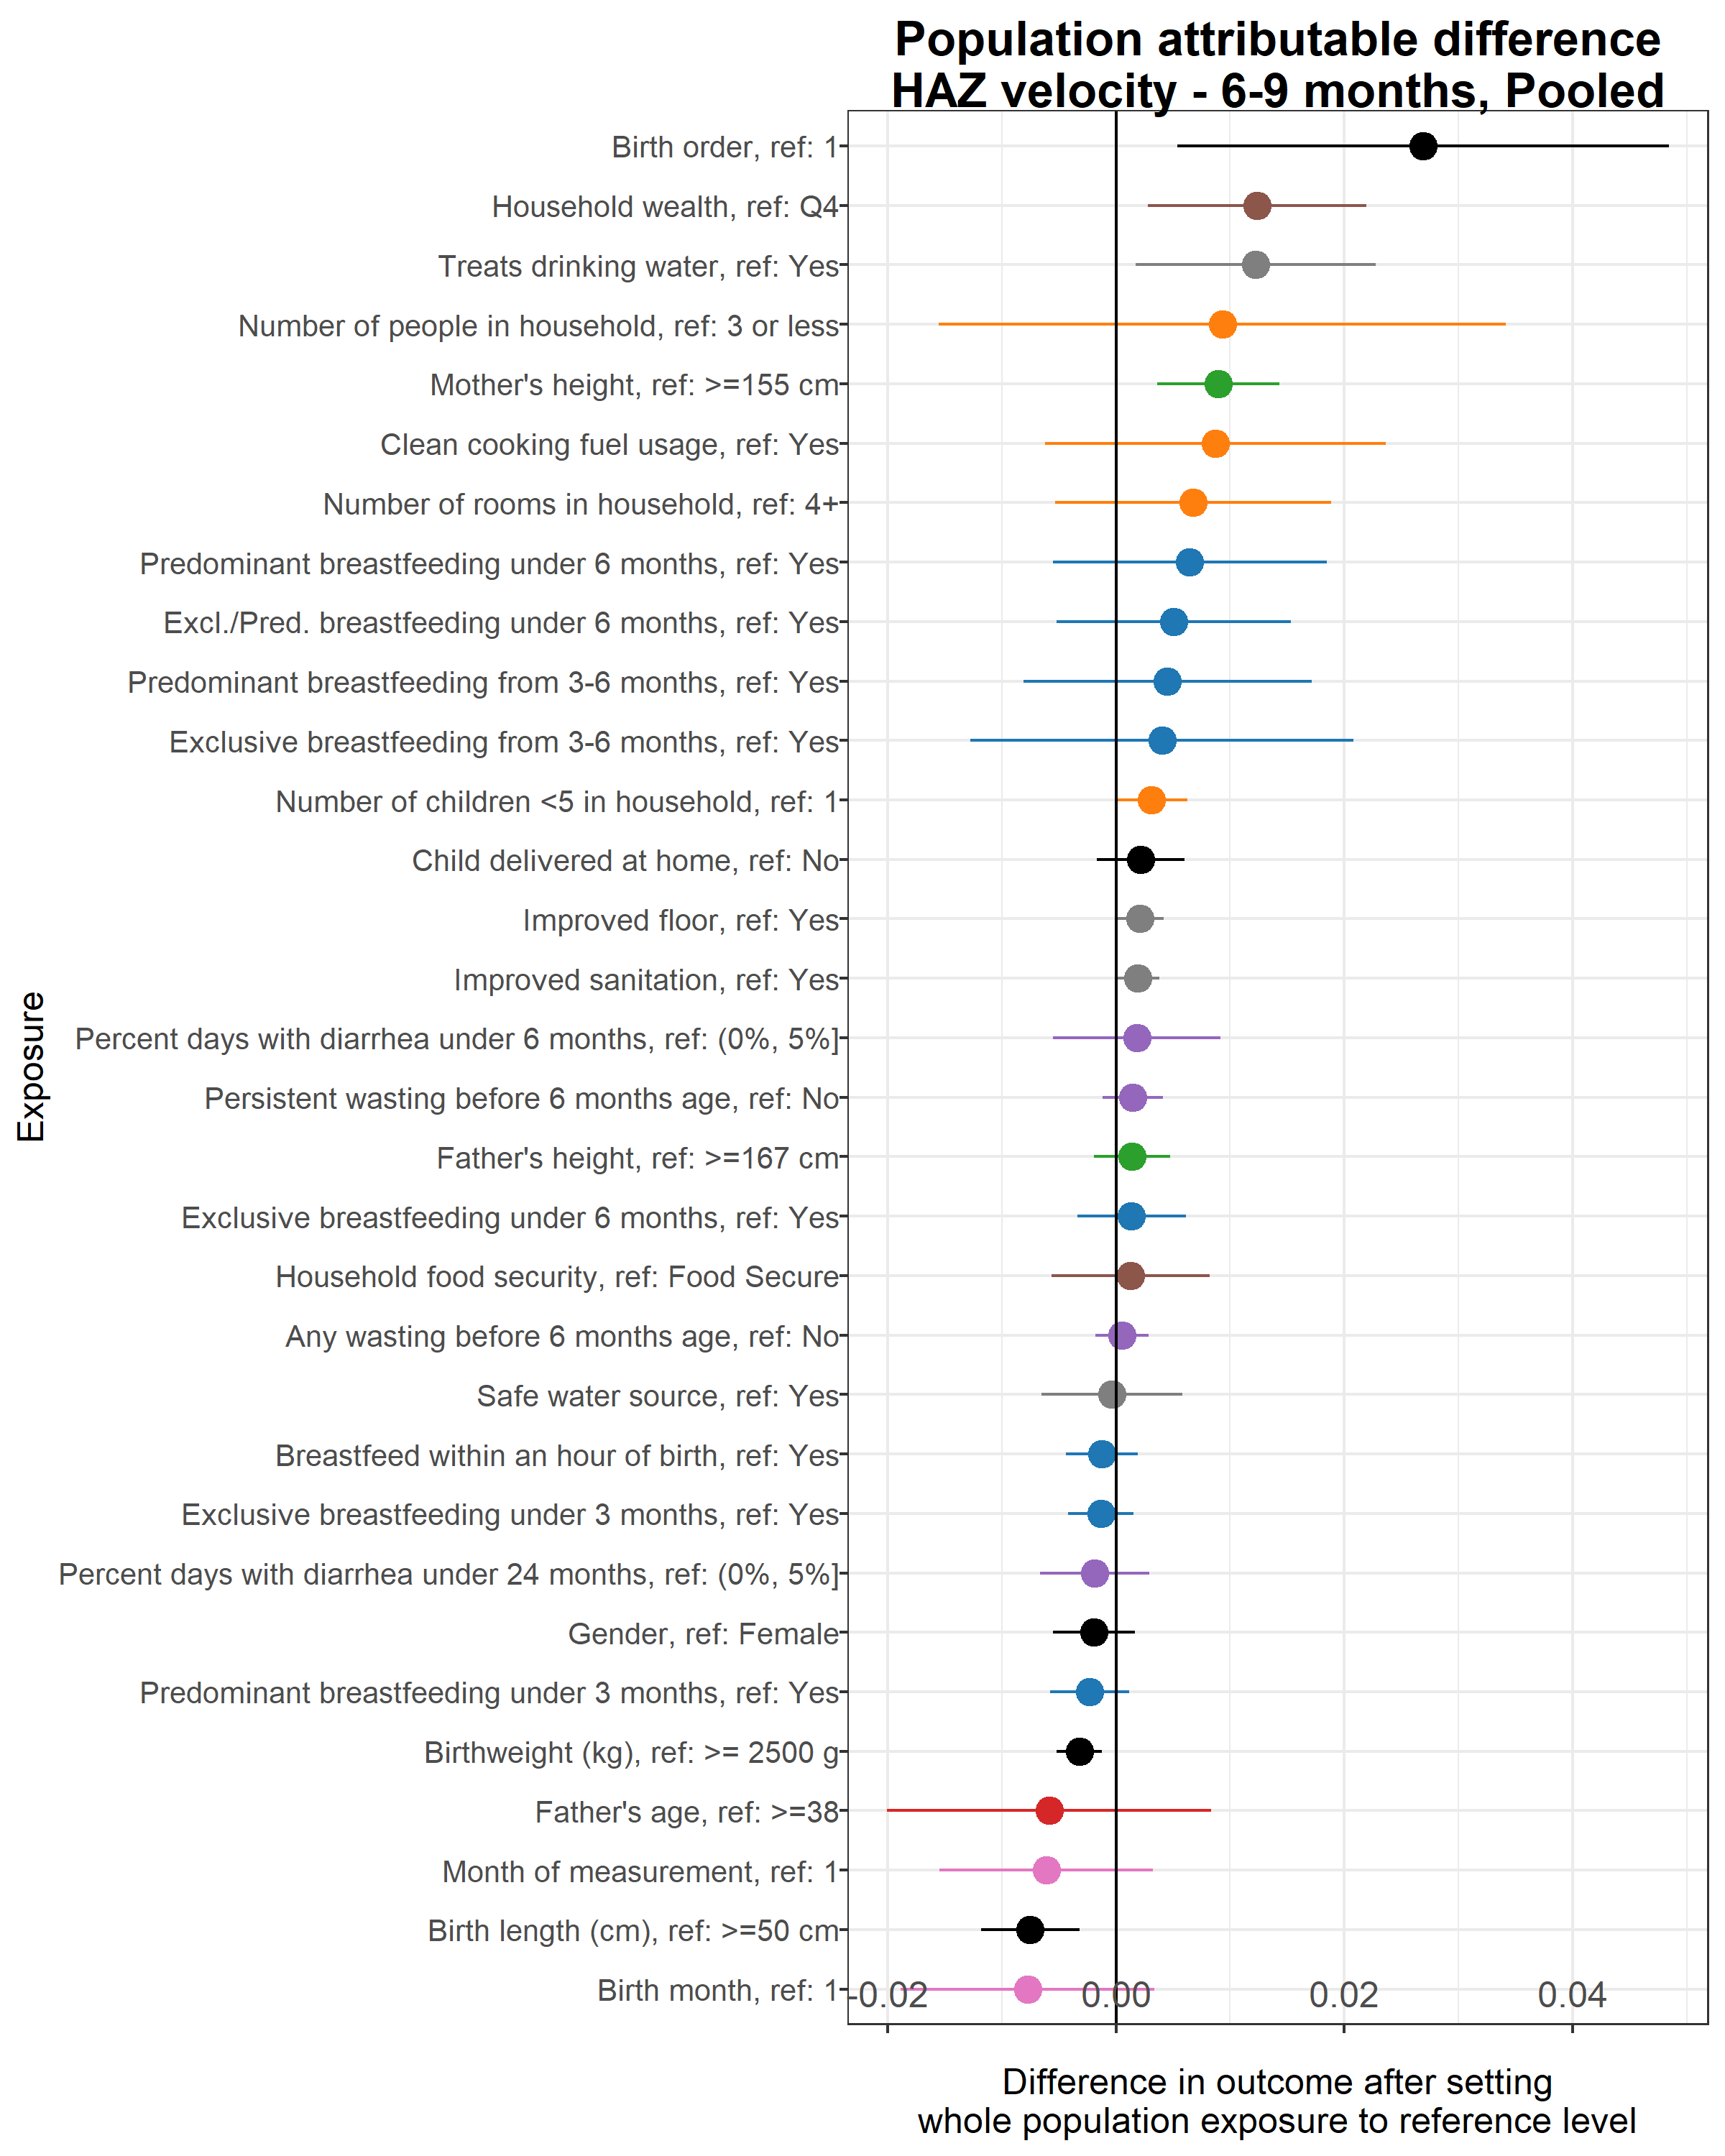 Population attributable difference
HAZ velocity - 6-9 months, Pooled
Birth order, ref: 1
Household wealth, ref: Q4
Treats drinking water, ref: Yes
Number of people in household, ref: 3 or less
Mother's height, ref: >=155 cm
Clean cooking fuel usage, ref: Yes
Number of rooms in household, ref: 4+
Predominant breastfeeding under 6 months, ref: Yes
Excl./Pred. breastfeeding under 6 months, ref: Yes
Predominant breastfeeding from 3-6 months, ref: Yes
Exclusive breastfeeding from 3-6 months, ref: Yes
Number of children <5 in household, ref: 1
Child delivered at home, ref: No
Improved floor, ref: Yes
Improved sanitation, ref: Yes
Percent days with diarrhea under 6 months, ref: (0%, 5%]
Persistent wasting before 6 months age, ref: No
Father's height, ref: >=167 cm
Exclusive breastfeeding under 6 months, ref: Yes
Household food security, ref: Food Secure
Any wasting before 6 months age, ref: No
Safe water source, ref: Yes
Breastfeed within an hour of birth, ref: Yes
Exclusive breastfeeding under 3 months, ref: Yes
Percent days with diarrhea under 24 months, ref: (0%, 5%]
Gender, ref: Female
Predominant breastfeeding under 3 months, ref: Yes
Birthweight (kg), ref: >= 2500 g
Father's age, ref: >=38
Month of measurement, ref: 1
Birth length (cm), ref: >=50 cm
Birth month, ref: 1
Exposure
-0.02 0.00 0.02 0.04
Difference in outcome after setting
whole population exposure to reference level